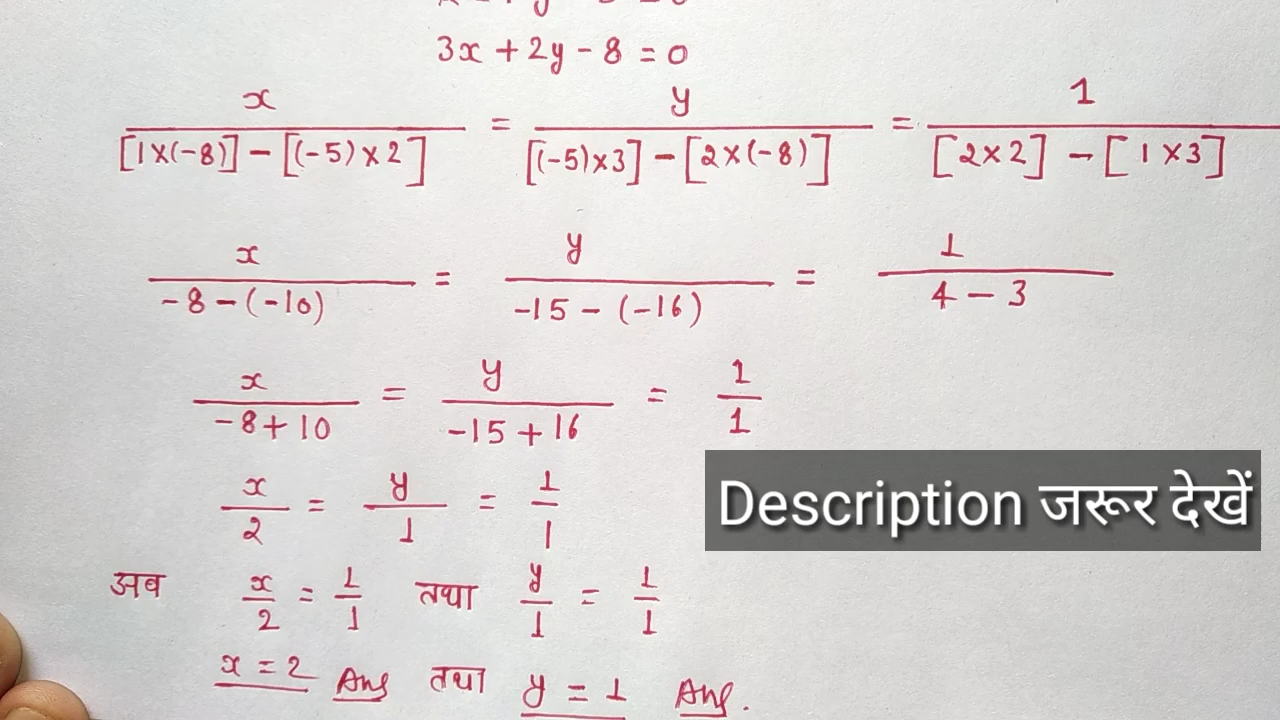 3x + 2y - 8 = 0
x / [1×(-8)] - [(-5)×2] = y / [(-5)×3] - [2×(-8)] = 1 / [2×2] - [1×3]
x / -8-(-10) = y / -15-(-16) = 1 / 4-3
x / -8+10 = y / -15+16 = 1 / 1
x / 2 = y / 1 = 1 / 1
Description जरूर देखें
अब x / 2 = 1 / 1 तथा y / 1 = 1 / 1
x = 2 Ans तथा y = 1 Ans.